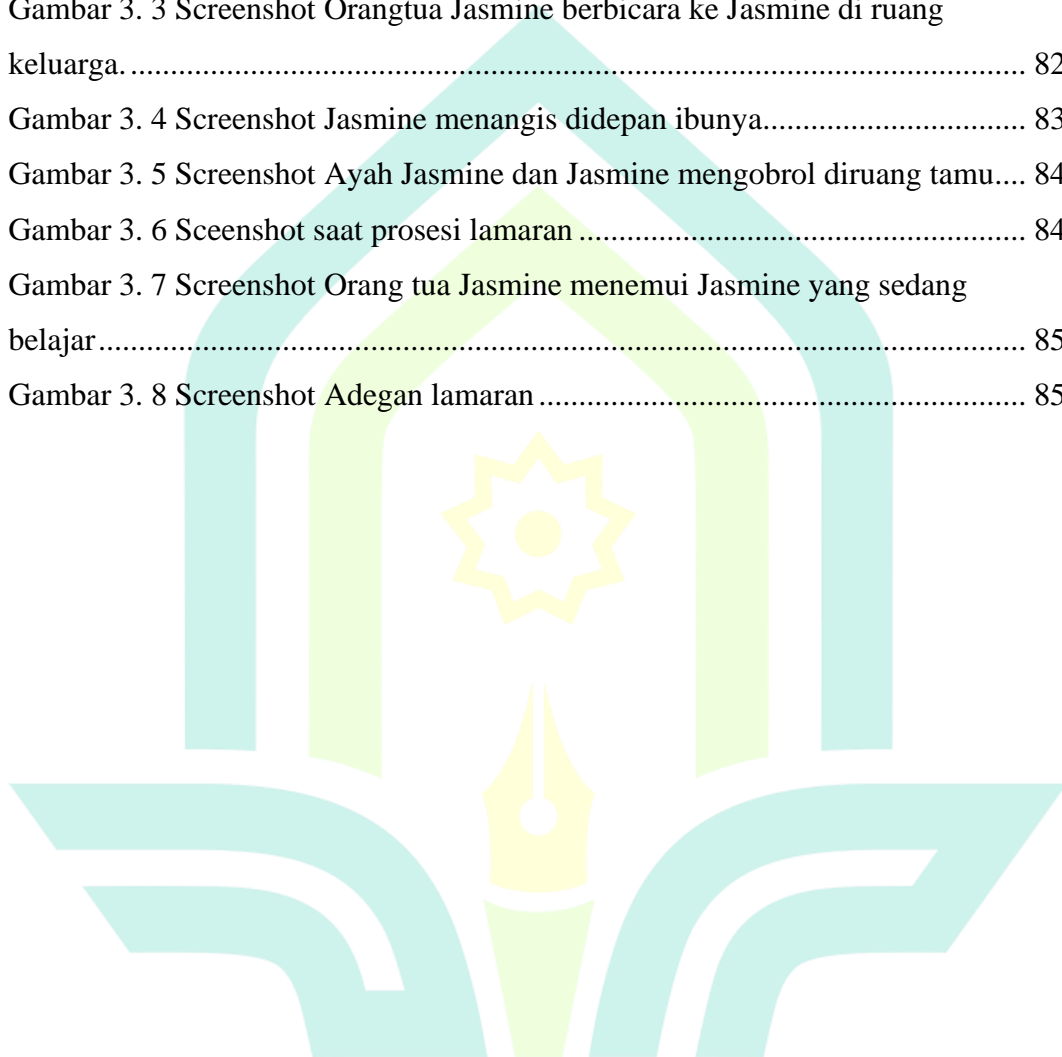 Gambar 3. 3 Screenshot Orangtua Jasmine berbicara ke Jasmine di ruang
keluarga. ........................................................................................................................ 82
Gambar 3. 4 Screenshot Jasmine menangis didepan ibunya................................... 83
Gambar 3. 5 Screenshot Ayah Jasmine dan Jasmine mengobrol diruang tamu.... 84
Gambar 3. 6 Sceenshot saat prosesi lamaran ............................................................ 84
Gambar 3. 7 Screenshot Orang tua Jasmine menemui Jasmine yang sedang
belajar............................................................................................................................ 85
Gambar 3. 8 Screenshot Adegan lamaran ................................................................. 85